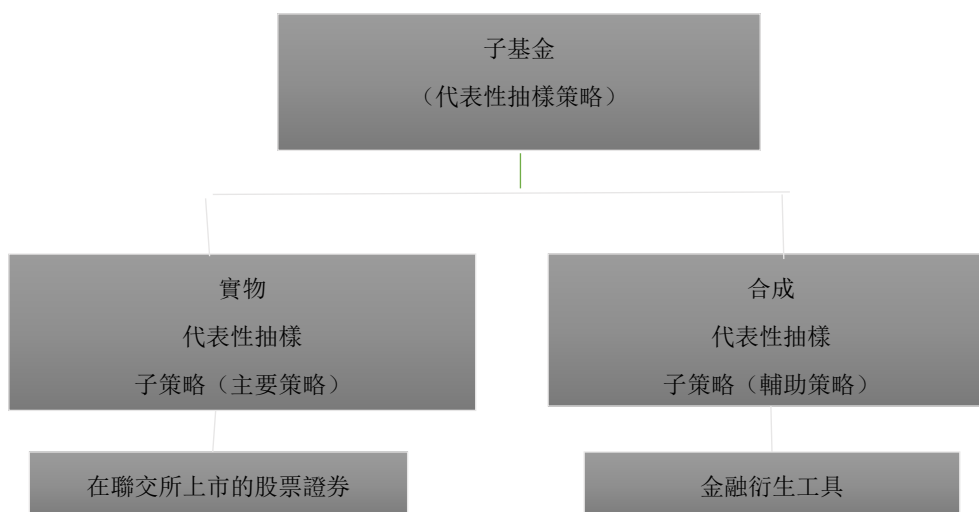 子基金
（代表性抽樣策略）
實物
代表性抽樣
子策略（主要策略）
合成
代表性抽樣
子策略（輔助策略）
在聯交所上市的股票證券
金融衍生工具